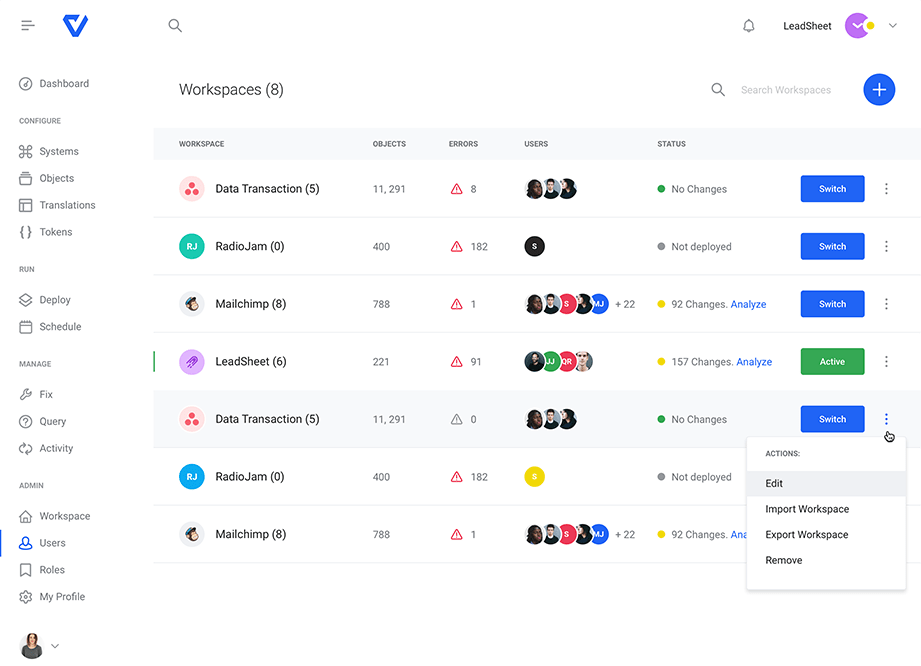 LeadSheet
Dashboard
CONFIGURE
Systems
Objects
Translations
Tokens
RUN
Deploy
Schedule
MANAGE
Fix
Query
Activity
ADMIN
Workspace
Users
Roles
My Profile
Workspaces (8)
Search Workspaces
WORKSPACE OBJECTS ERRORS USERS STATUS
Data Transaction (5) 11, 291 8 No Changes Switch
RJ RadioJam (0) 400 182 S Not deployed Switch
Mailchimp (8) 788 1 S MJ + 22 92 Changes. Analyze Switch
LeadSheet (6) 221 91 JJ QR 157 Changes. Analyze Active
Data Transaction (5) 11, 291 0 No Changes Switch
RJ RadioJam (0) 400 182 S Not deployed
Mailchimp (8) 788 1 S MJ + 22 92 Changes. Ana
ACTIONS:
Edit
Import Workspace
Export Workspace
Remove